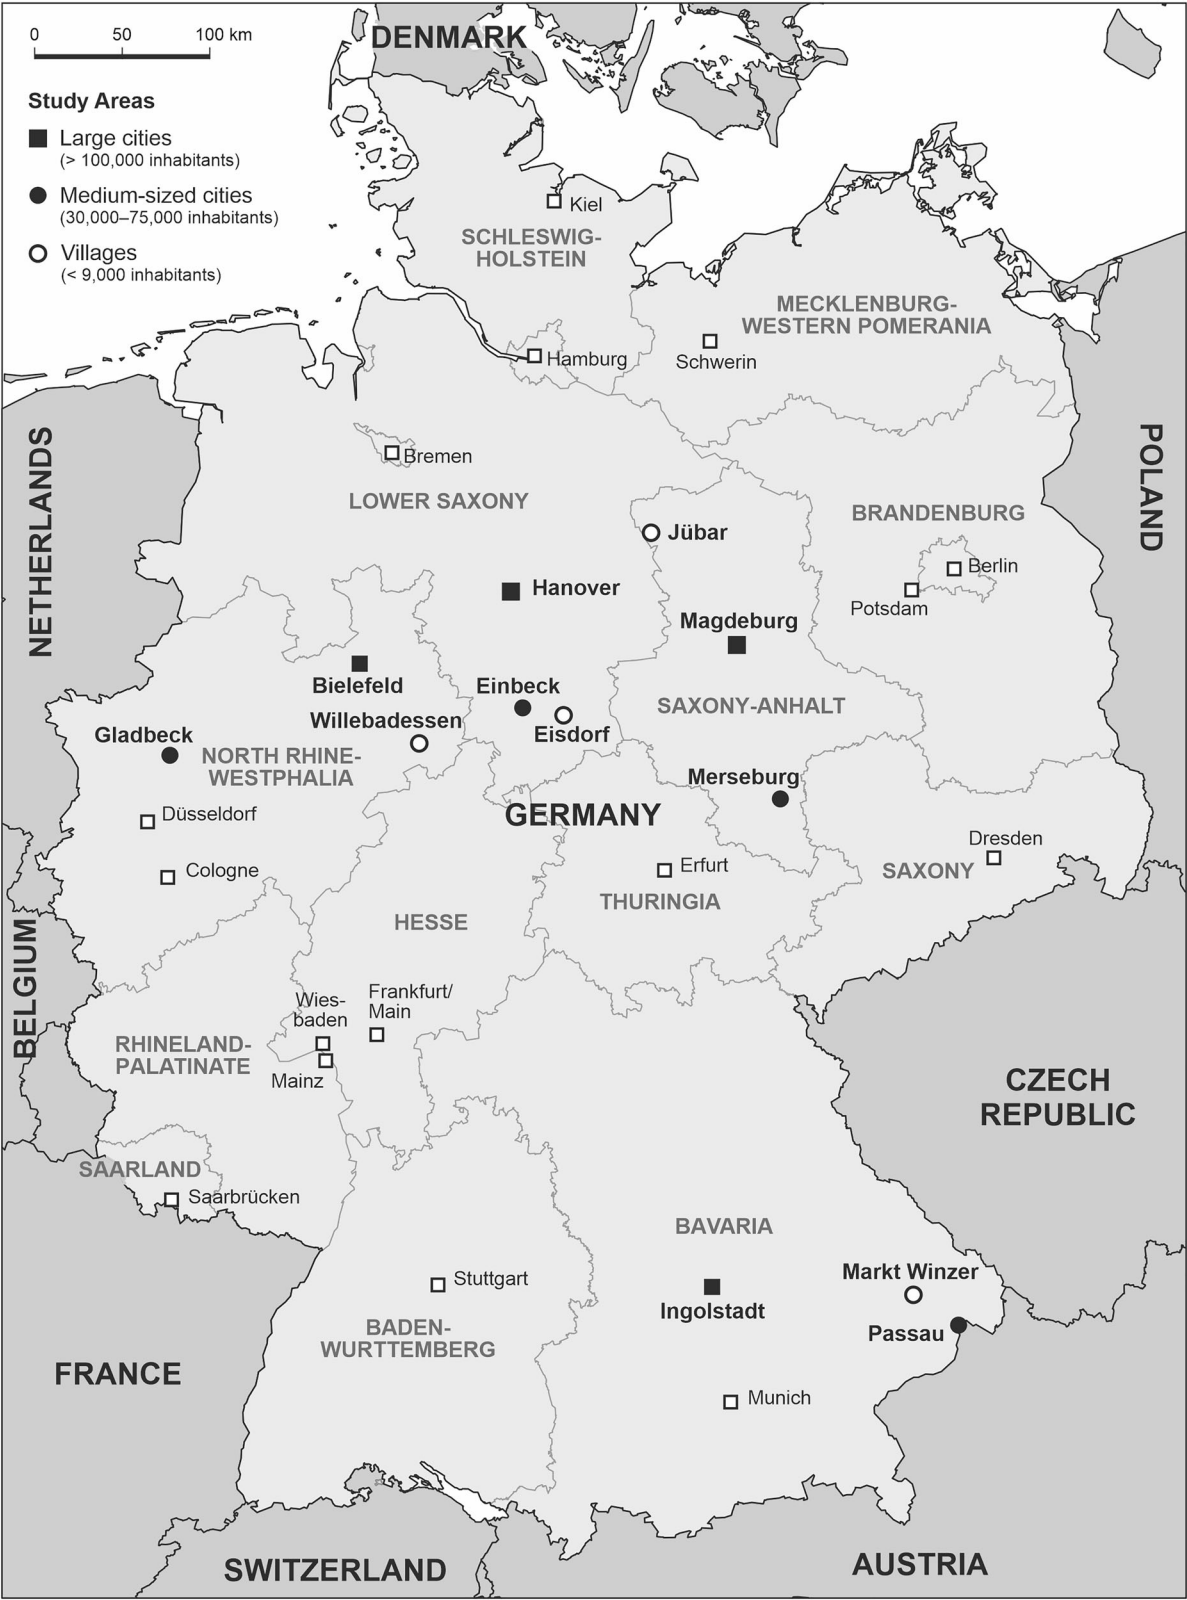 0 50 100 km
DENMARK
Study Areas
Large cities
(> 100,000 inhabitants)
Medium-sized cities
(30,000–75,000 inhabitants)
Villages
(< 9,000 inhabitants)
Kiel
SCHLESWIG-
HOLSTEIN
MECKLENBURG-
WESTERN POMERANIA
Hamburg
Schwerin
NETHERLANDS
POLAND
Bremen
LOWER SAXONY
BRANDENBURG
Jübar
Berlin
Hanover
Potsdam
Magdeburg
Bielefeld
Einbeck
SAXONY-ANHALT
Willebadessen
Eisdorf
Gladbeck
NORTH RHINE-
WESTPHALIA
Merseburg
GERMANY
Düsseldorf
Dresden
Cologne
Erfurt
SAXONY
THURINGIA
HESSE
BELGIUM
Wies-
baden
Frankfurt/
Main
RHINELAND-
PALATINATE
Mainz
CZECH
REPUBLIC
SAARLAND
Saarbrücken
BAVARIA
Markt Winzer
Stuttgart
Ingolstadt
Passau
BADEN-
WURTTEMBERG
FRANCE
Munich
SWITZERLAND
AUSTRIA